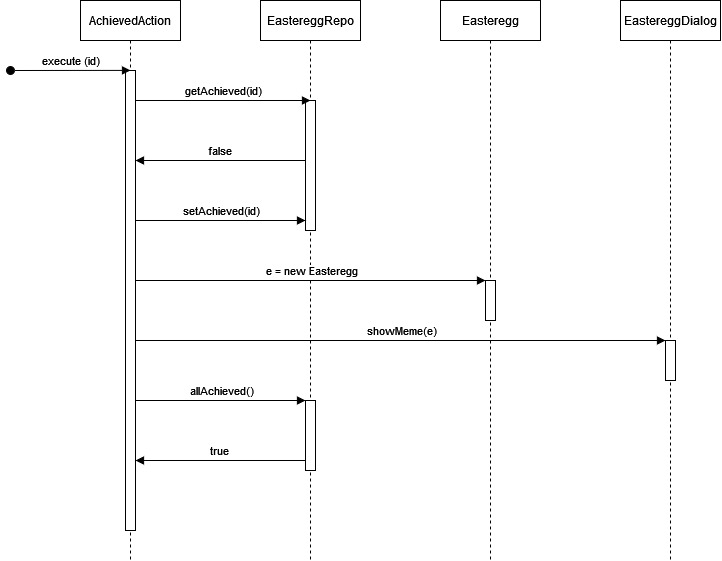 AchievedAction
EastereggRepo
Easteregg
EastereggDialog
execute (id)
getAchieved(id)
false
setAchieved(id)
e = new Easteregg
showMeme(e)
allAchieved()
true